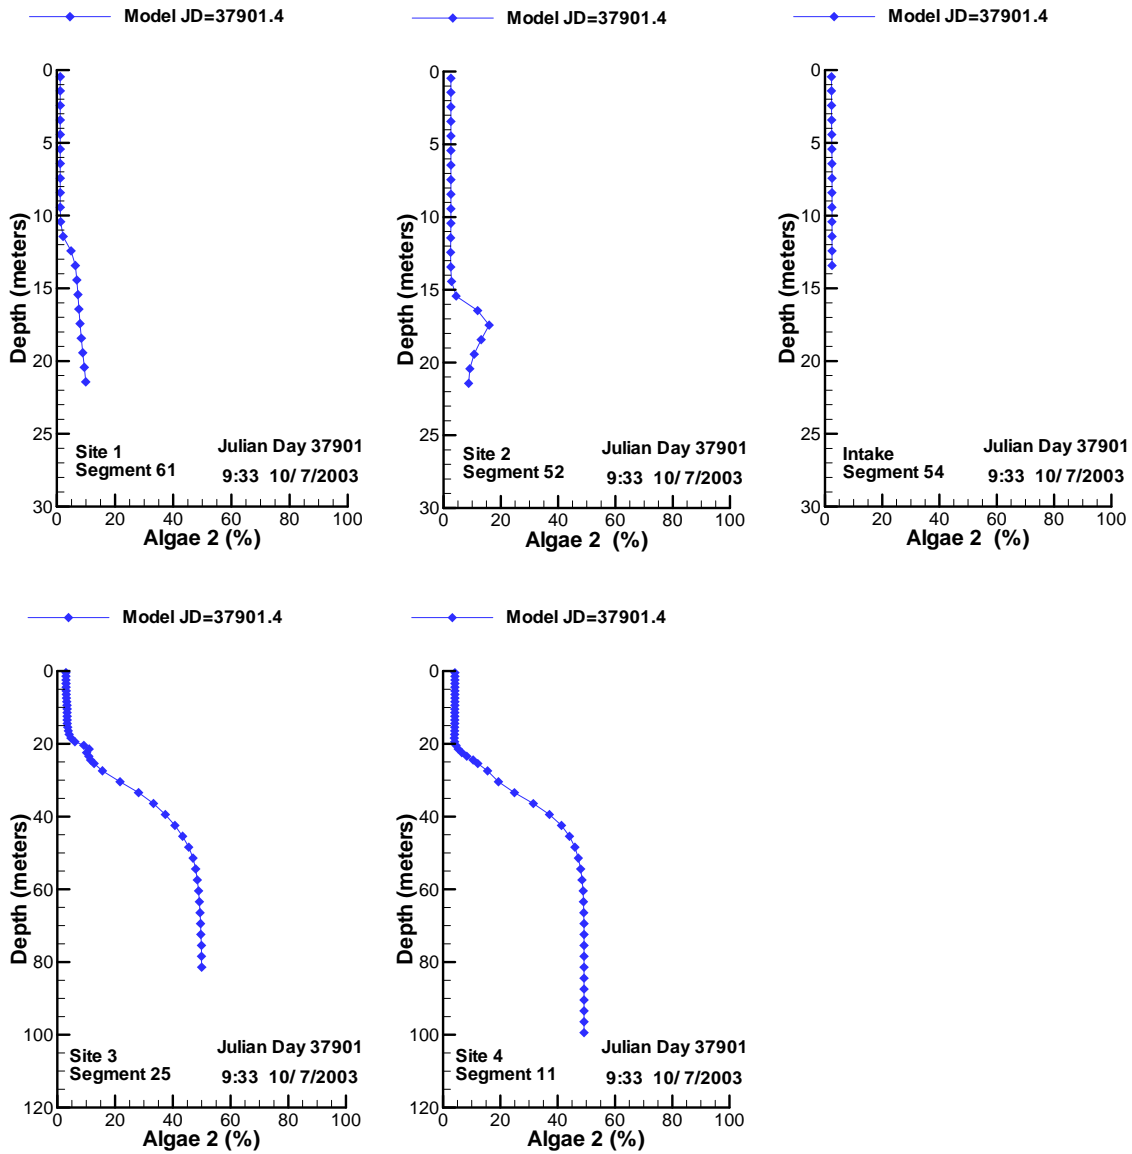 Model JD=37901.4
0
5
10
15
20
25
30
Depth (meters)
Site 1
Segment 61
Julian Day 37901
9:33 10/ 7/2003
0 20 40 60 80 100
Algae 2 (%)
Model JD=37901.4
0
5
10
15
20
25
30
Depth (meters)
Site 2
Segment 52
Julian Day 37901
9:33 10/ 7/2003
0 20 40 60 80 100
Algae 2 (%)
Model JD=37901.4
0
5
10
15
20
25
30
Depth (meters)
Intake
Segment 54
Julian Day 37901
9:33 10/ 7/2003
0 20 40 60 80 100
Algae 2 (%)
Model JD=37901.4
0
20
40
60
80
100
120
Depth (meters)
Site 3
Segment 25
Julian Day 37901
9:33 10/ 7/2003
0 20 40 60 80 100
Algae 2 (%)
Model JD=37901.4
0
20
40
60
80
100
120
Depth (meters)
Site 4
Segment 11
Julian Day 37901
9:33 10/ 7/2003
0 20 40 60 80 100
Algae 2 (%)